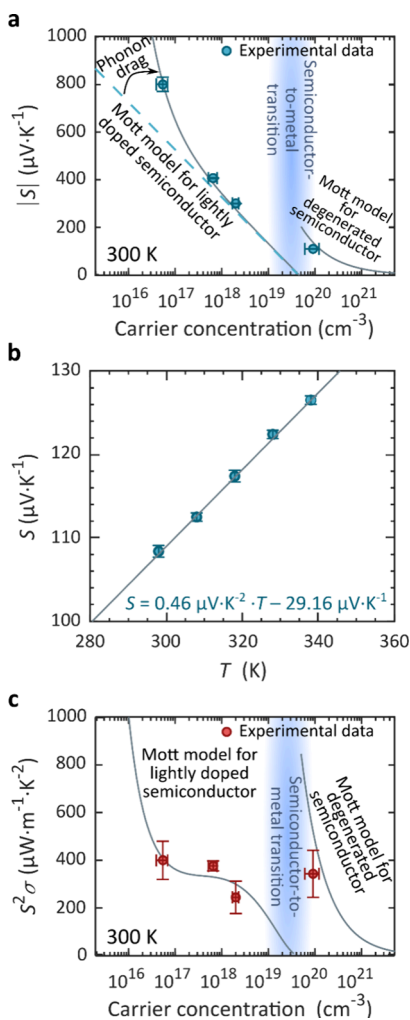 a
1000
800
600
400
200
0
|S| (µV·K⁻¹)
Experimental data
Phonon
drag
Mott model for lightly
doped semiconductor
Semiconductor-
to-metal
transition
Mott model
for
degenerated
semiconductor
300 K
10¹⁶ 10¹⁷ 10¹⁸ 10¹⁹ 10²⁰ 10²¹
Carrier concentration (cm⁻³)
b
130
120
110
100
S (µV·K⁻¹)
S = 0.46 µV·K⁻² ·T − 29.16 µV·K⁻¹
280 300 320 340 360
T (K)
c
1000
800
600
400
200
0
S²σ (µW·m⁻¹·K⁻²)
Experimental data
Mott model for
lightly doped
semiconductor
Semiconductor-to-
metal transition
Mott model for
degenerated
semiconductor
300 K
10¹⁶ 10¹⁷ 10¹⁸ 10¹⁹ 10²⁰ 10²¹
Carrier concentration (cm⁻³)